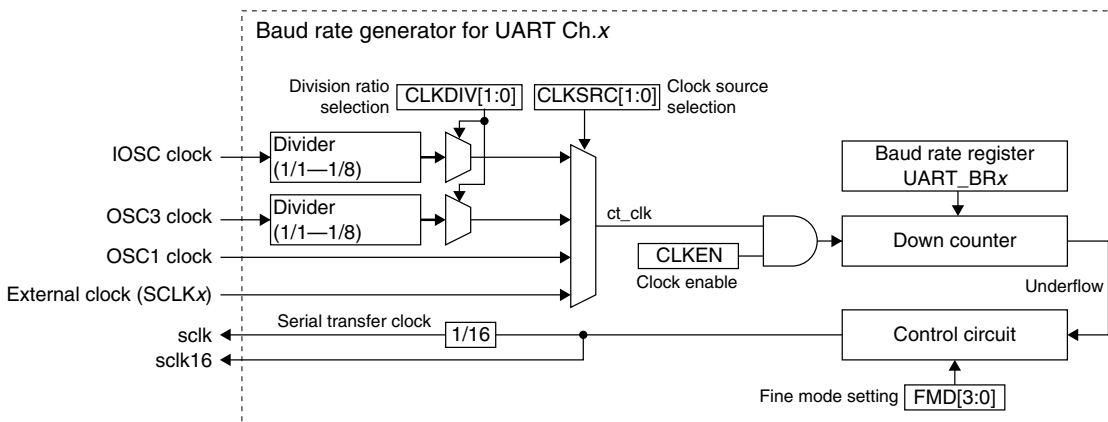 Baud rate generator for UART Ch.x
Division ratio
selection
CLKDIV[1:0]
CLKSRC[1:0]
Clock source
selection
IOSC clock
Divider
(1/1—1/8)
Baud rate register
UART_BRx
OSC3 clock
Divider
(1/1—1/8)
ct_clk
Down counter
OSC1 clock
CLKEN
Clock enable
Underflow
External clock (SCLKx)
sclk
Serial transfer clock
1/16
Control circuit
sclk16
Fine mode setting
FMD[3:0]